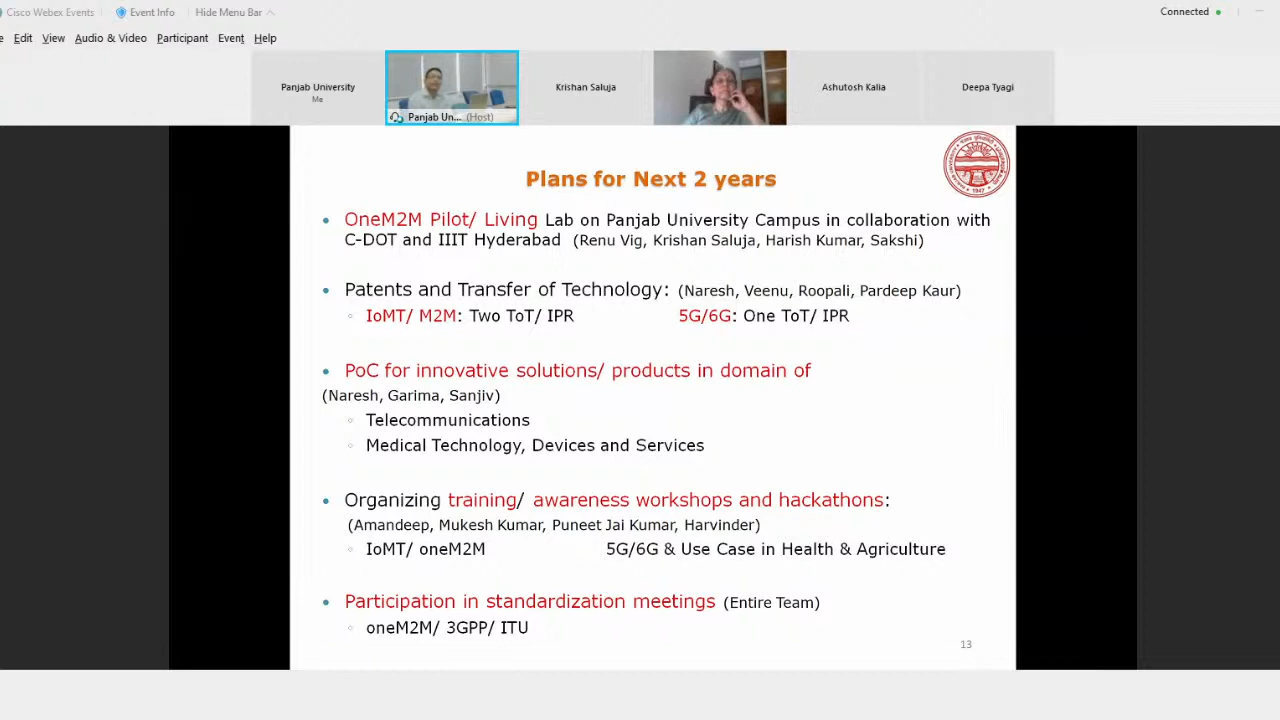 Cisco Webex Events Event Info Hide Menu Bar Connected
e Edit View Audio & Video Participant Event Help
Panjab University
Me
Panjab Un... (Host)
Krishan Saluja
Ashutosh Kalia
Deepa Tyagi
Plans for Next 2 years
• OneM2M Pilot/ Living Lab on Panjab University Campus in collaboration with
C-DOT and IIIT Hyderabad (Renu Vig, Krishan Saluja, Harish Kumar, Sakshi)
• Patents and Transfer of Technology: (Naresh, Veenu, Roopali, Pardeep Kaur)
◦ IoMT/ M2M: Two ToT/ IPR 5G/6G: One ToT/ IPR
• PoC for innovative solutions/ products in domain of
(Naresh, Garima, Sanjiv)
◦ Telecommunications
◦ Medical Technology, Devices and Services
• Organizing training/ awareness workshops and hackathons:
(Amandeep, Mukesh Kumar, Puneet Jai Kumar, Harvinder)
◦ IoMT/ oneM2M 5G/6G & Use Case in Health & Agriculture
• Participation in standardization meetings (Entire Team)
◦ oneM2M/ 3GPP/ ITU
13